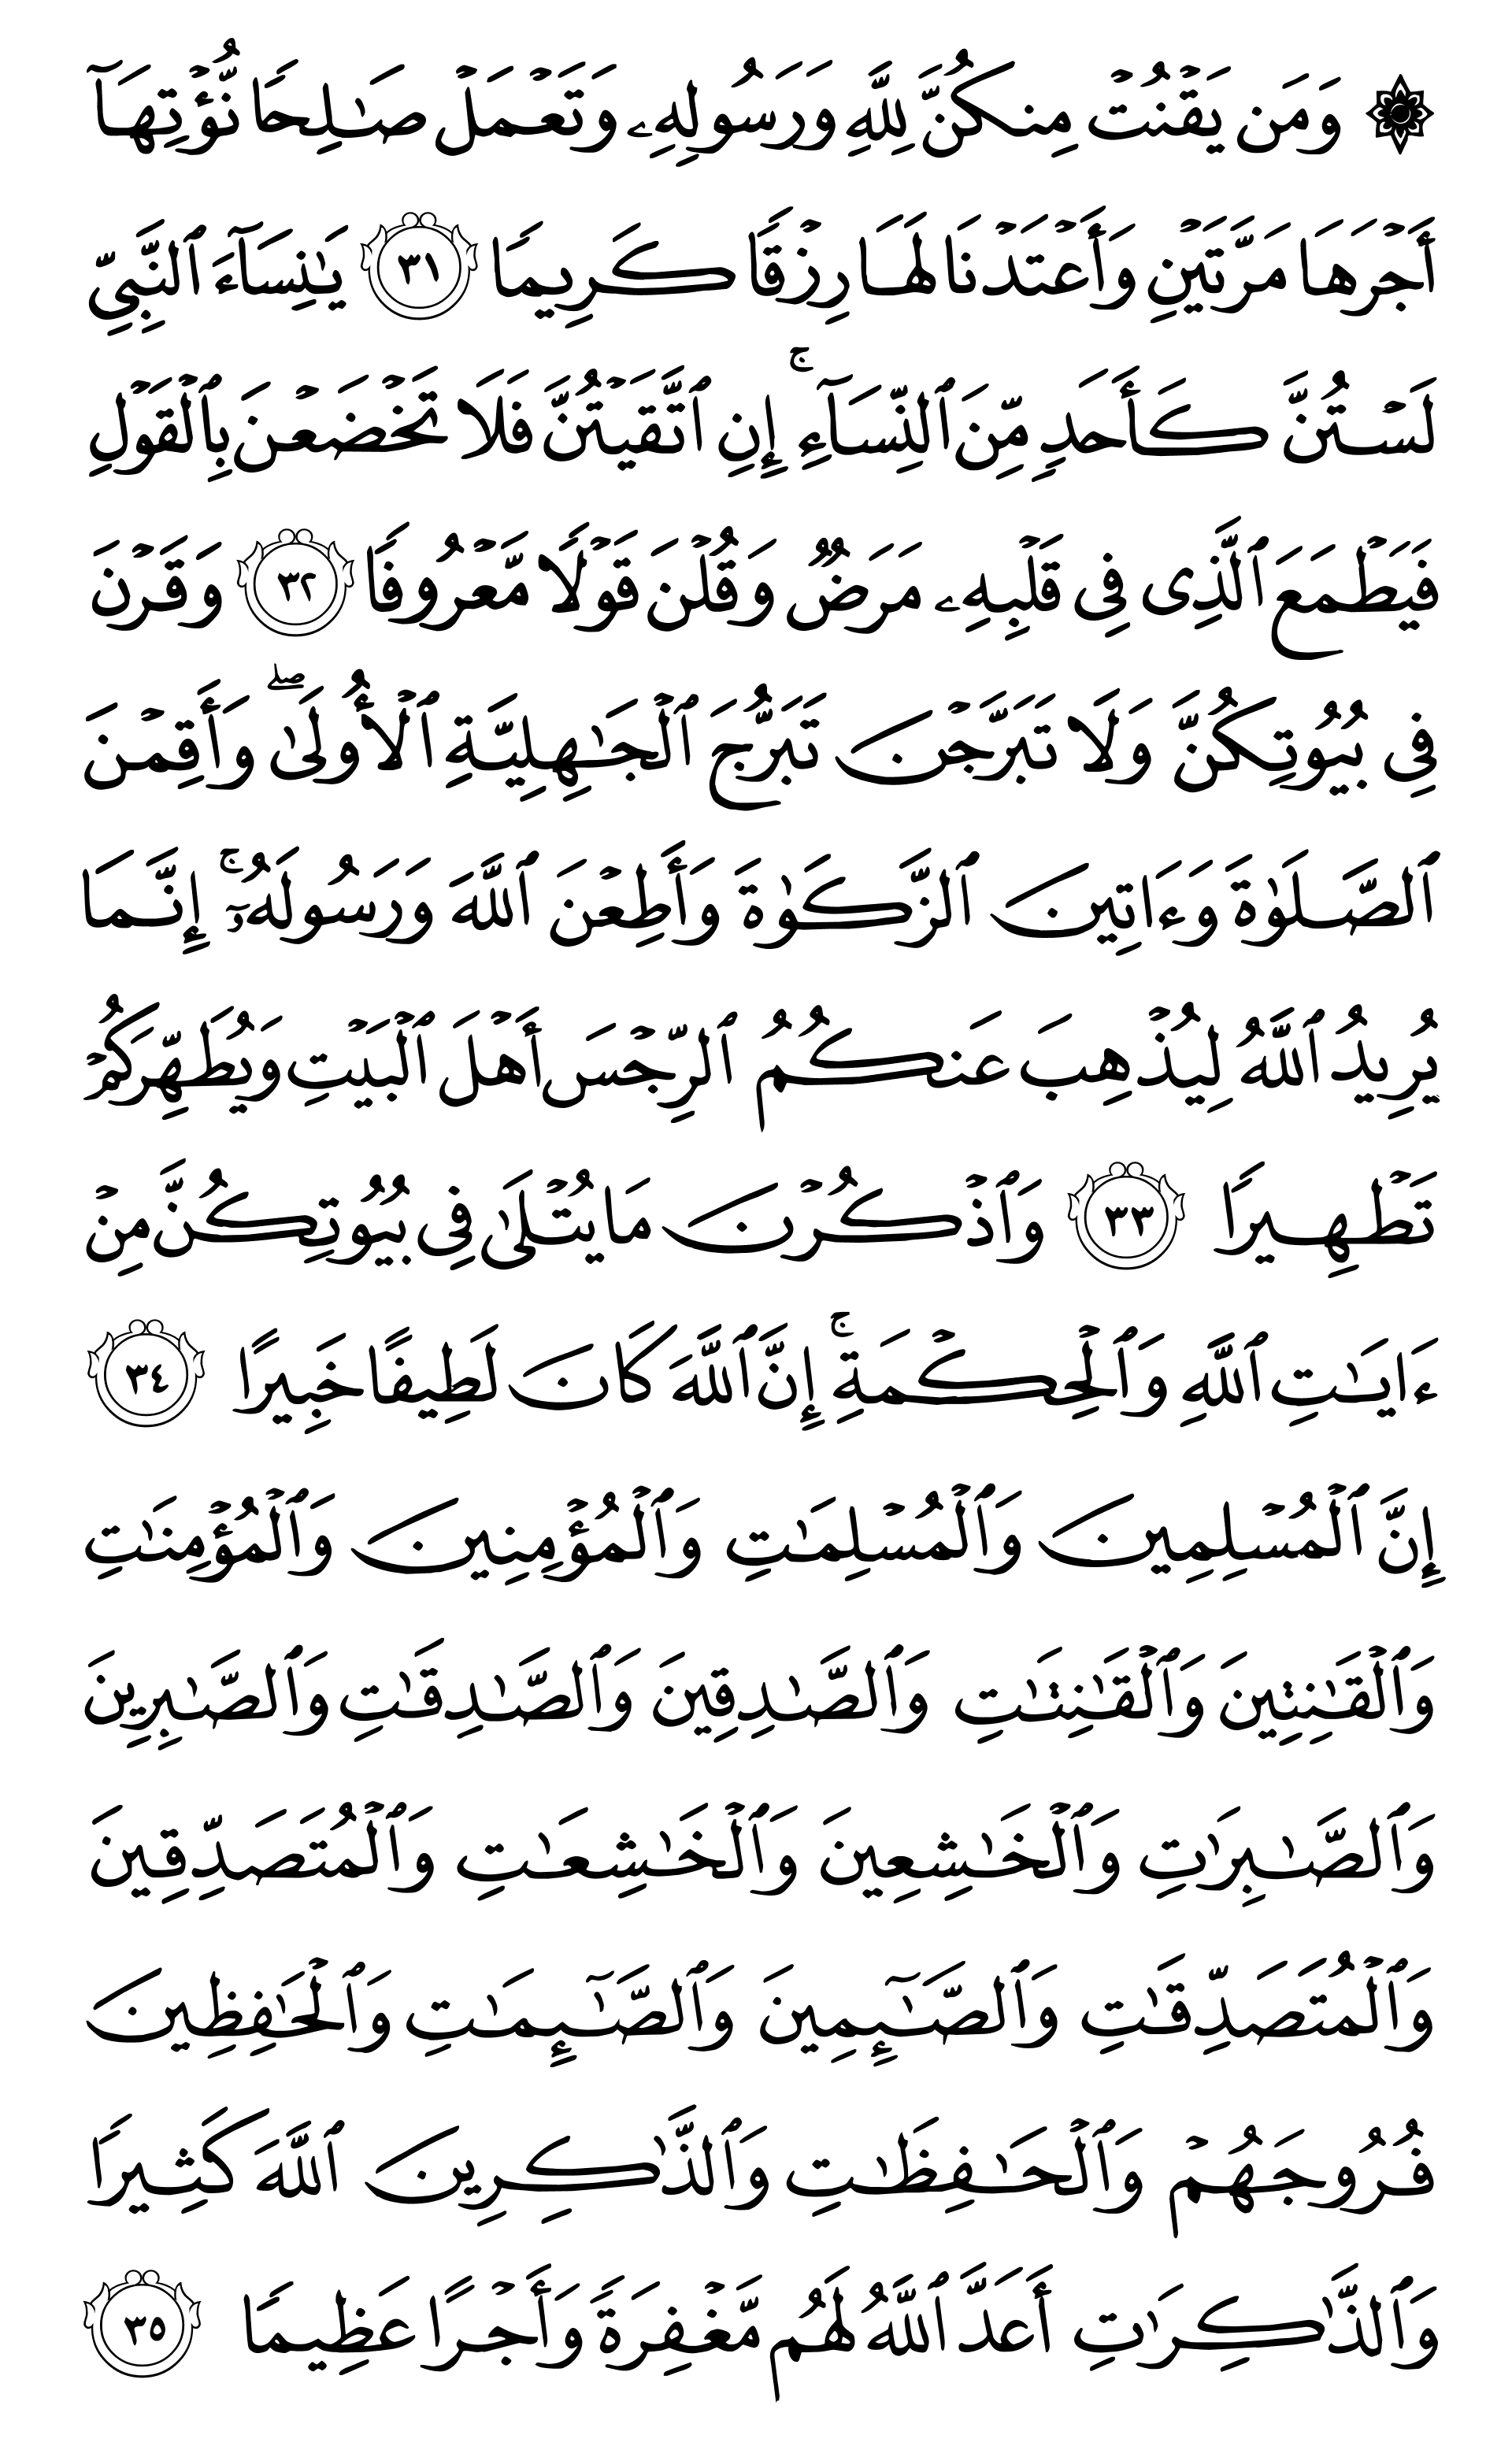 ۞ وَمَن يَقْنُتْ مِنكُنَّ لِلَّهِ وَرَسُولِهِۦ وَتَعْمَلْ صَـٰلِحًا نُّؤْتِهَآ
أَجْرَهَا مَرَّتَيْنِ وَأَعْتَدْنَا لَهَا رِزْقًا كَرِيمًا ٣١ يَـٰنِسَآءَ ٱلنَّبِيِّ
لَسْتُنَّ كَأَحَدٍ مِّنَ ٱلنِّسَآءِ ۚ إِنِ ٱتَّقَيْتُنَّ فَلَا تَخْضَعْنَ بِٱلْقَوْلِ
فَيَطْمَعَ ٱلَّذِى فِى قَلْبِهِۦ مَرَضٌ وَقُلْنَ قَوْلًا مَّعْرُوفًا ٣٢ وَقَرْنَ
فِى بُيُوتِكُنَّ وَلَا تَبَرَّجْنَ تَبَرُّجَ ٱلْجَـٰهِلِيَّةِ ٱلْأُولَىٰ ۖ وَأَقِمْنَ
ٱلصَّلَوٰةَ وَءَاتِينَ ٱلزَّكَوٰةَ وَأَطِعْنَ ٱللَّهَ وَرَسُولَهُۥٓ ۚ إِنَّمَا
يُرِيدُ ٱللَّهُ لِيُذْهِبَ عَنكُمُ ٱلرِّجْسَ أَهْلَ ٱلْبَيْتِ وَيُطَهِّرَكُمْ
تَطْهِيرًا ٣٣ وَٱذْكُرْنَ مَا يُتْلَىٰ فِى بُيُوتِكُنَّ مِنْ
ءَايَـٰتِ ٱللَّهِ وَٱلْحِكْمَةِ ۚ إِنَّ ٱللَّهَ كَانَ لَطِيفًا خَبِيرًا ٣٤
إِنَّ ٱلْمُسْلِمِينَ وَٱلْمُسْلِمَـٰتِ وَٱلْمُؤْمِنِينَ وَٱلْمُؤْمِنَـٰتِ
وَٱلْقَـٰنِتِينَ وَٱلْقَـٰنِتَـٰتِ وَٱلصَّـٰدِقِينَ وَٱلصَّـٰدِقَـٰتِ وَٱلصَّـٰبِرِينَ
وَٱلصَّـٰبِرَٰتِ وَٱلْخَـٰشِعِينَ وَٱلْخَـٰشِعَـٰتِ وَٱلْمُتَصَدِّقِينَ
وَٱلْمُتَصَدِّقَـٰتِ وَٱلصَّـٰٓئِمِينَ وَٱلصَّـٰٓئِمَـٰتِ وَٱلْحَـٰفِظِينَ
فُرُوجَهُمْ وَٱلْحَـٰفِظَـٰتِ وَٱلذَّٰكِرِينَ ٱللَّهَ كَثِيرًا
وَٱلذَّٰكِرَٰتِ أَعَدَّ ٱللَّهُ لَهُم مَّغْفِرَةً وَأَجْرًا عَظِيمًا ٣٥